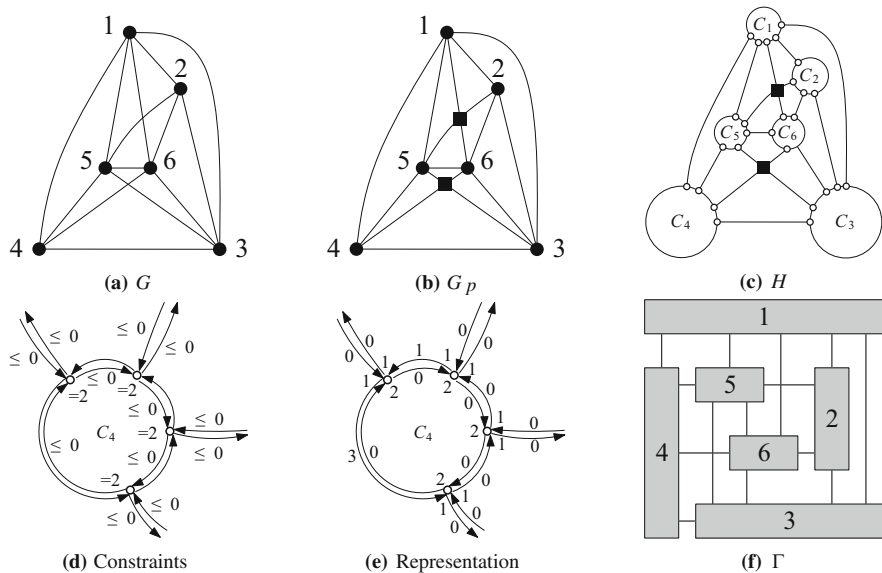 1
2
5 6
4 3
(a) G
1
2
5 6
4 3
(b) G p
C1
C2
C5 C6
C4 C3
(c) H
≤ 0 ≤ 0
≤ 0 ≤ 0
≤ 0 ≤ 0
=2 =2
≤ 0 ≤ 0
≤ 0 C4 =2
≤ 0 ≤ 0
=2
≤ 0 ≤ 0
(d) Constraints
0 0
0 1 0
1 1
1 0 1
2 2 0
0 1 0
C4 2 0
3 0 1
0 0
2 1
1 0
0
(e) Representation
1
5
2
4 6
3
(f) Γ